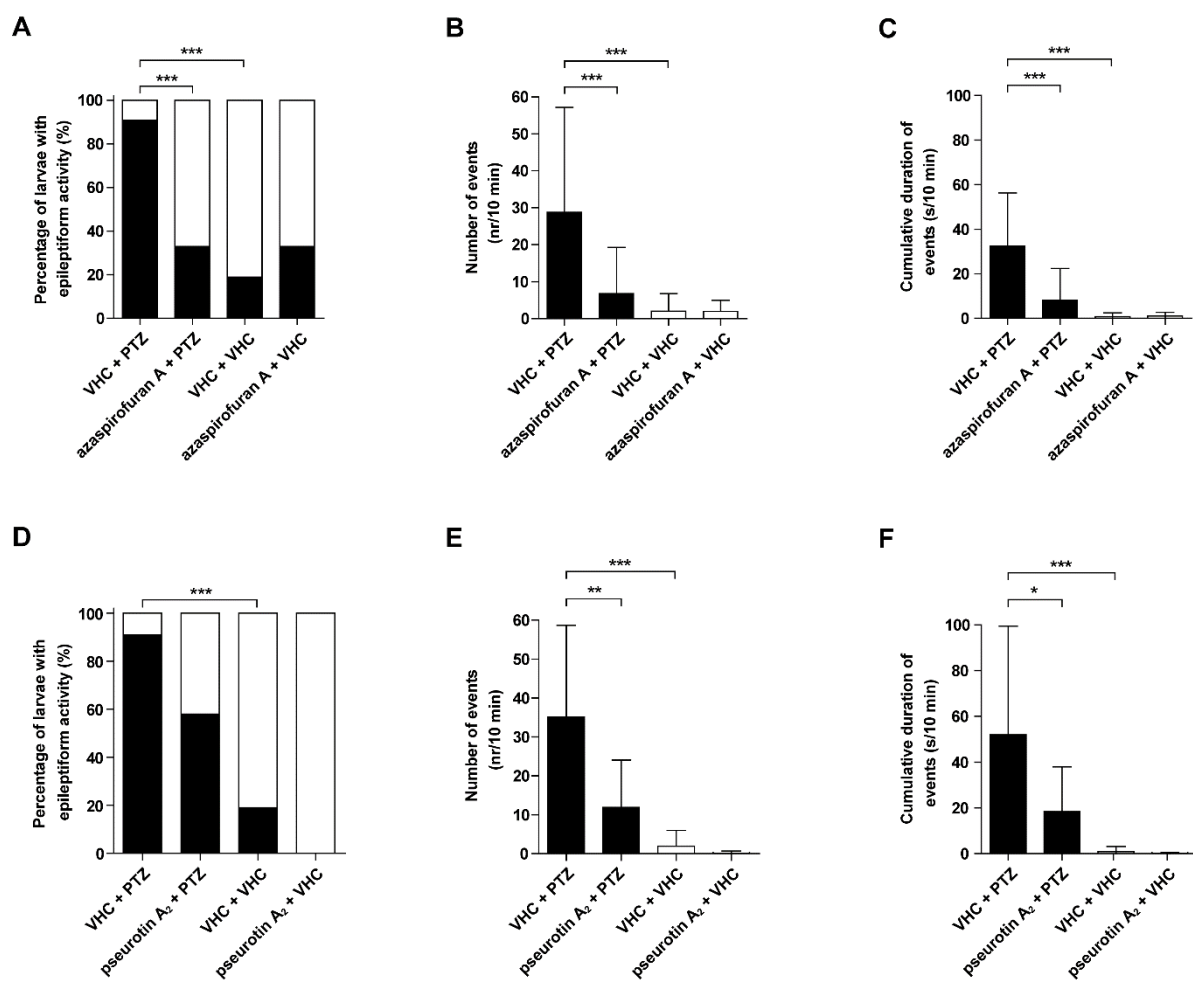 A
Percentage of larvae with
epileptiform activity (%)
100
80
60
40
20
0
***
***
VHC + PTZ
azaspirofuran A + PTZ
VHC + VHC
azaspirofuran A + VHC
B
Number of events
(nr/10 min)
60
50
40
30
20
10
0
***
***
VHC + PTZ
azaspirofuran A + PTZ
VHC + VHC
azaspirofuran A + VHC
C
Cumulative duration of
events (s/10 min)
100
80
60
40
20
0
***
***
VHC + PTZ
azaspirofuran A + PTZ
VHC + VHC
azaspirofuran A + VHC
D
Percentage of larvae with
epileptiform activity (%)
100
80
60
40
20
0
***
VHC + PTZ
pseurotin A₂ + PTZ
VHC + VHC
pseurotin A₂ + VHC
E
Number of events
(nr/10 min)
60
50
40
30
20
10
0
***
**
VHC + PTZ
pseurotin A₂ + PTZ
VHC + VHC
pseurotin A₂ + VHC
F
Cumulative duration of
events (s/10 min)
100
80
60
40
20
0
***
*
VHC + PTZ
pseurotin A₂ + PTZ
VHC + VHC
pseurotin A₂ + VHC